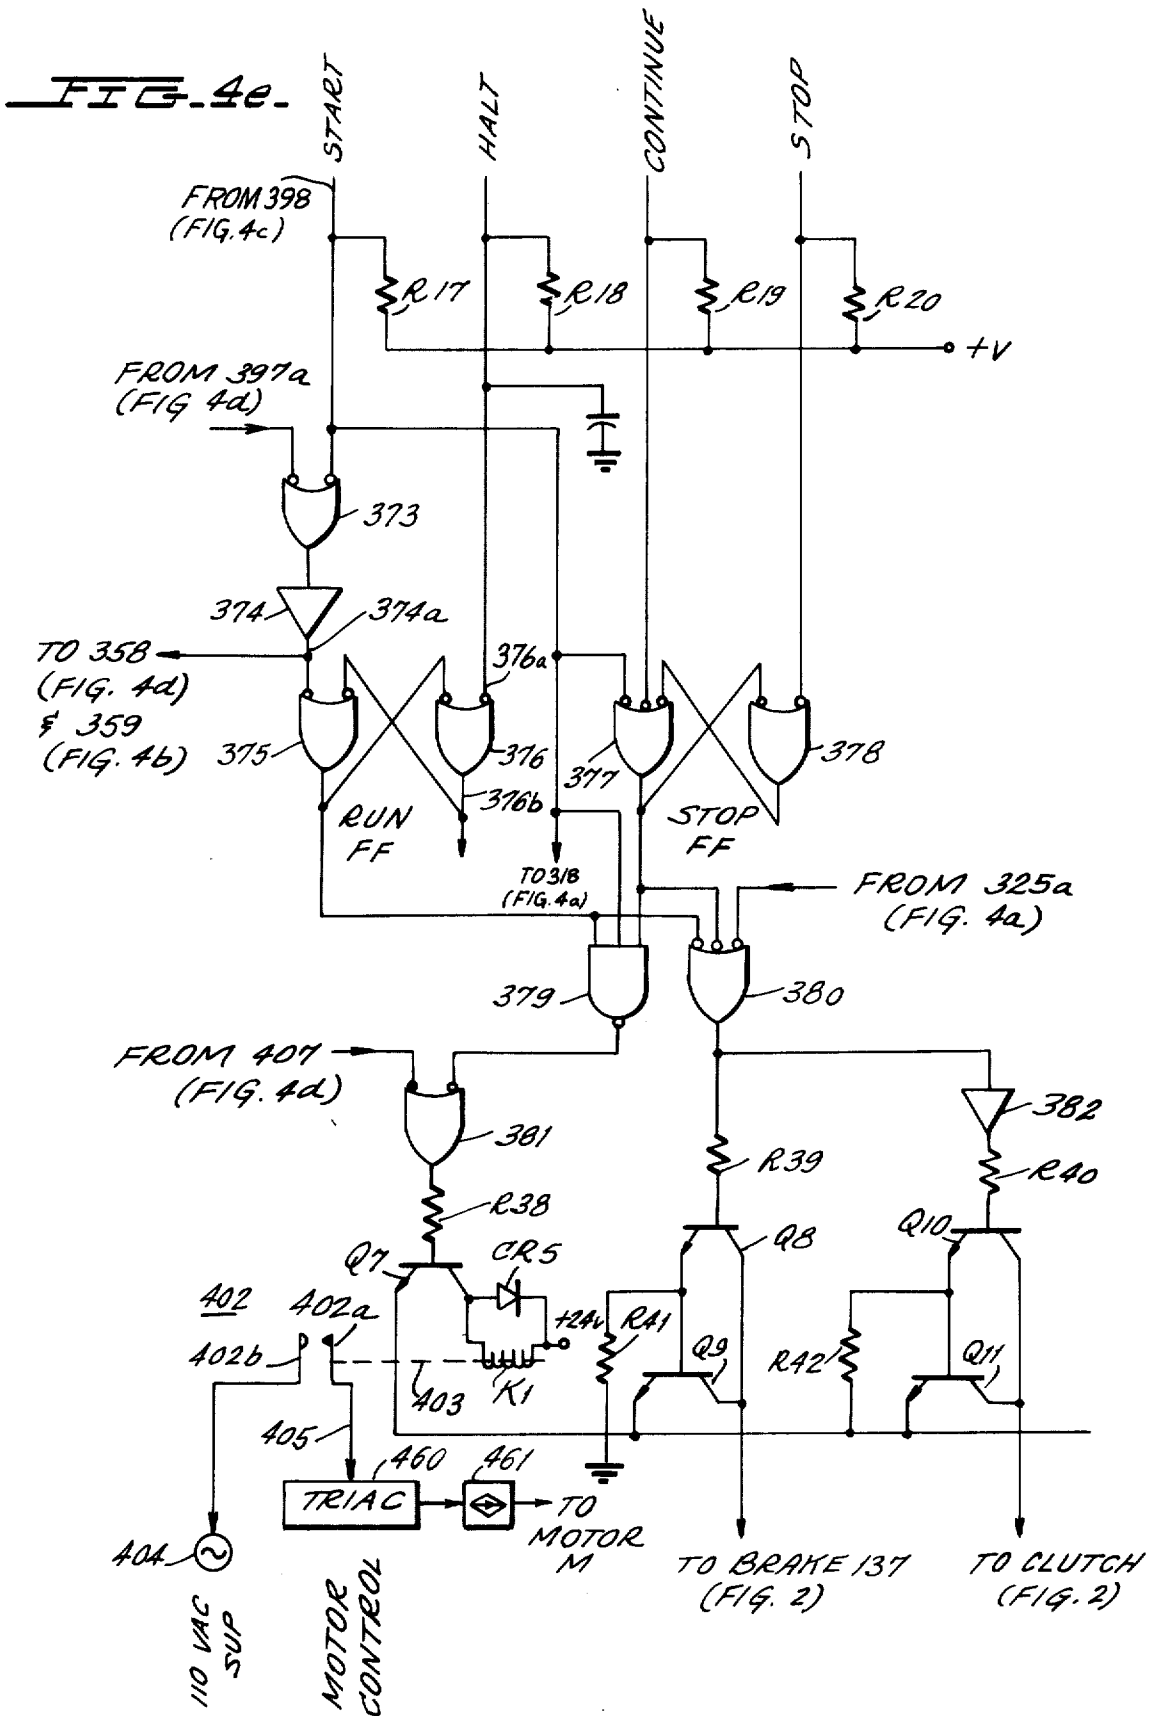 FIG. 4e.
START
HALT
CONTINUE
STOP
FROM 398
(FIG. 4c)
R17
R18
R19
R20
+V
FROM 397a
(FIG 4d)
373
374
374a
TO 358
(FIG. 4d)
& 359
(FIG. 4b)
375
376a
376
376b
377
378
RUN
FF
STOP
FF
TO 318
(FIG. 4a)
FROM 325a
(FIG. 4a)
379
380
FROM 407
(FIG. 4d)
381
382
R38
R39
R40
Q7
CR5
Q8
Q10
402
402a
+24V
R41
402b
Q9
R42
Q11
403
K1
405
460
461
TRIAC
TO
MOTOR
M
404
TO BRAKE 137
(FIG. 2)
TO CLUTCH
(FIG. 2)
110 VAC
SUP
MOTOR
CONTROL